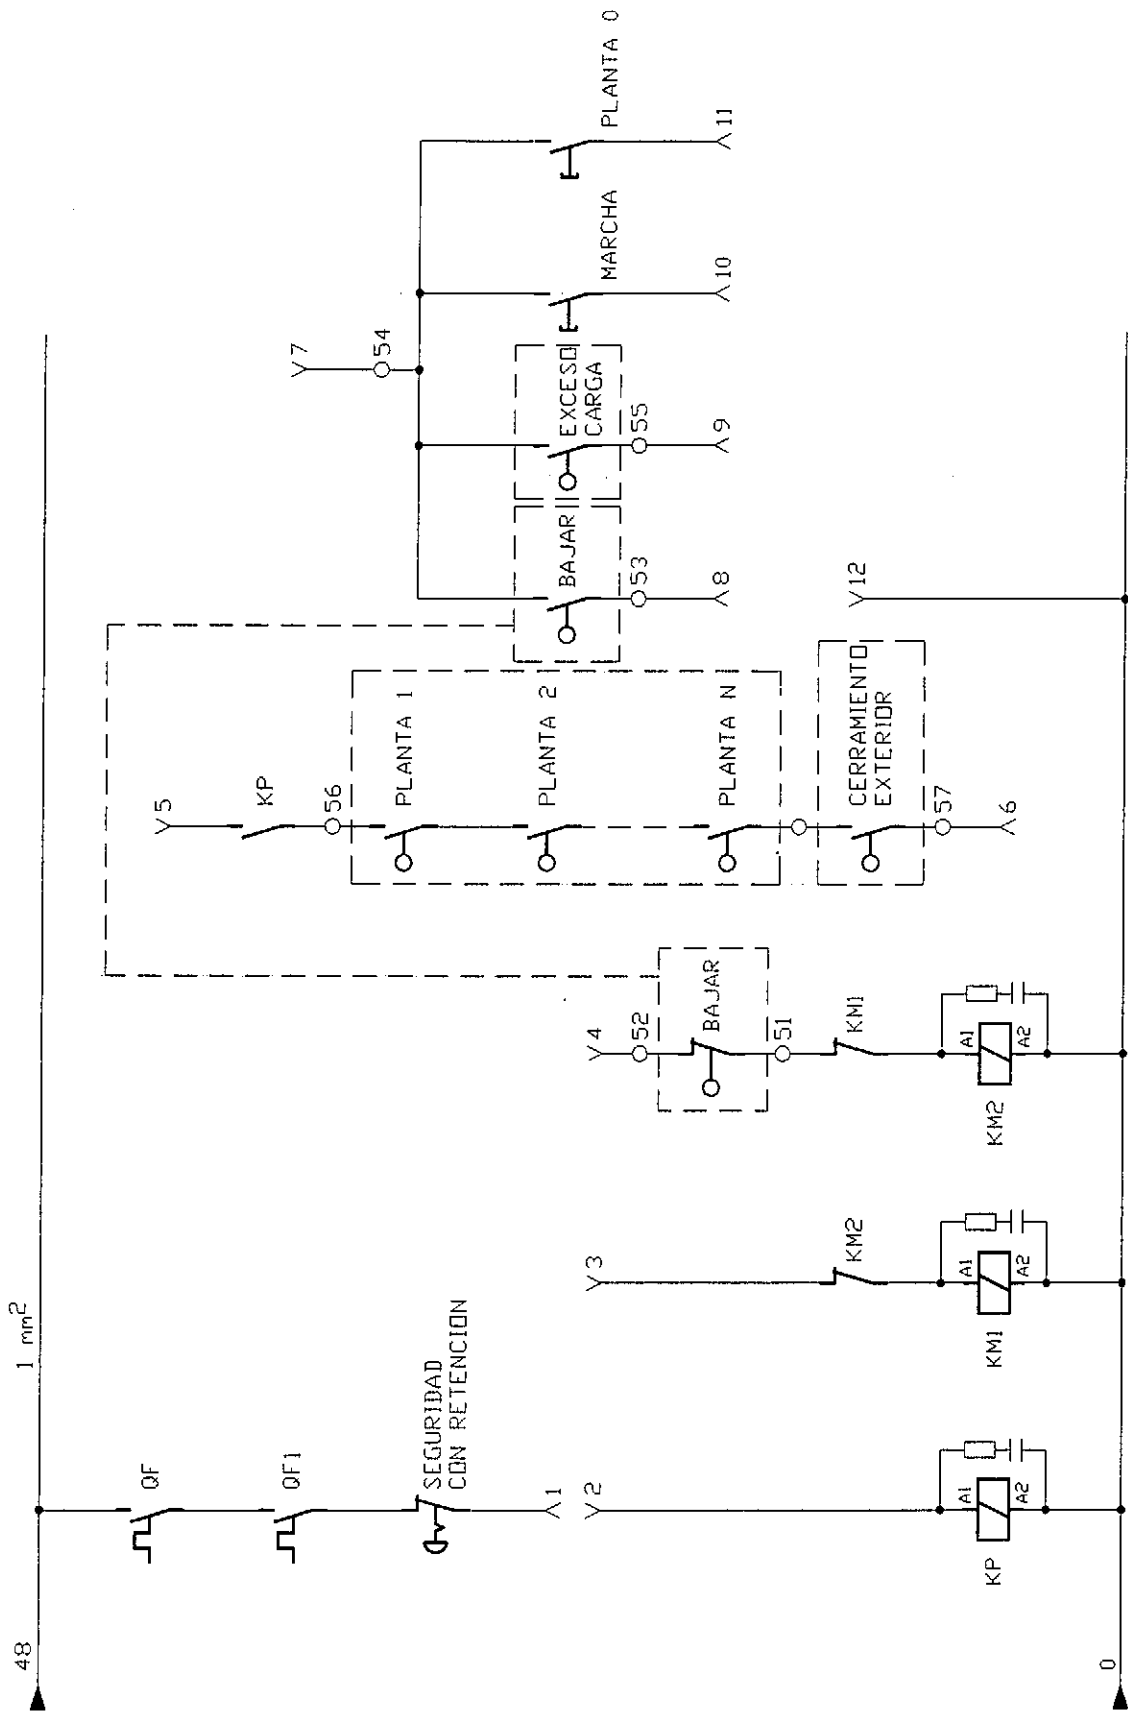 48
1 mm²
QF
QF1
SEGURIDAD
CON RETENCION
1
2
A1
A2
KP
3
KM2
A1
A2
KM1
4
52
BAJAR
51
KM1
A1
A2
KM2
5
KP
56
PLANTA 1
PLANTA 2
PLANTA N
CERRAMIENTO
EXTERIOR
57
6
7
54
BAJAR
53
8
EXCESO
CARGA
55
9
MARCHA
10
PLANTA 0
11
12
0